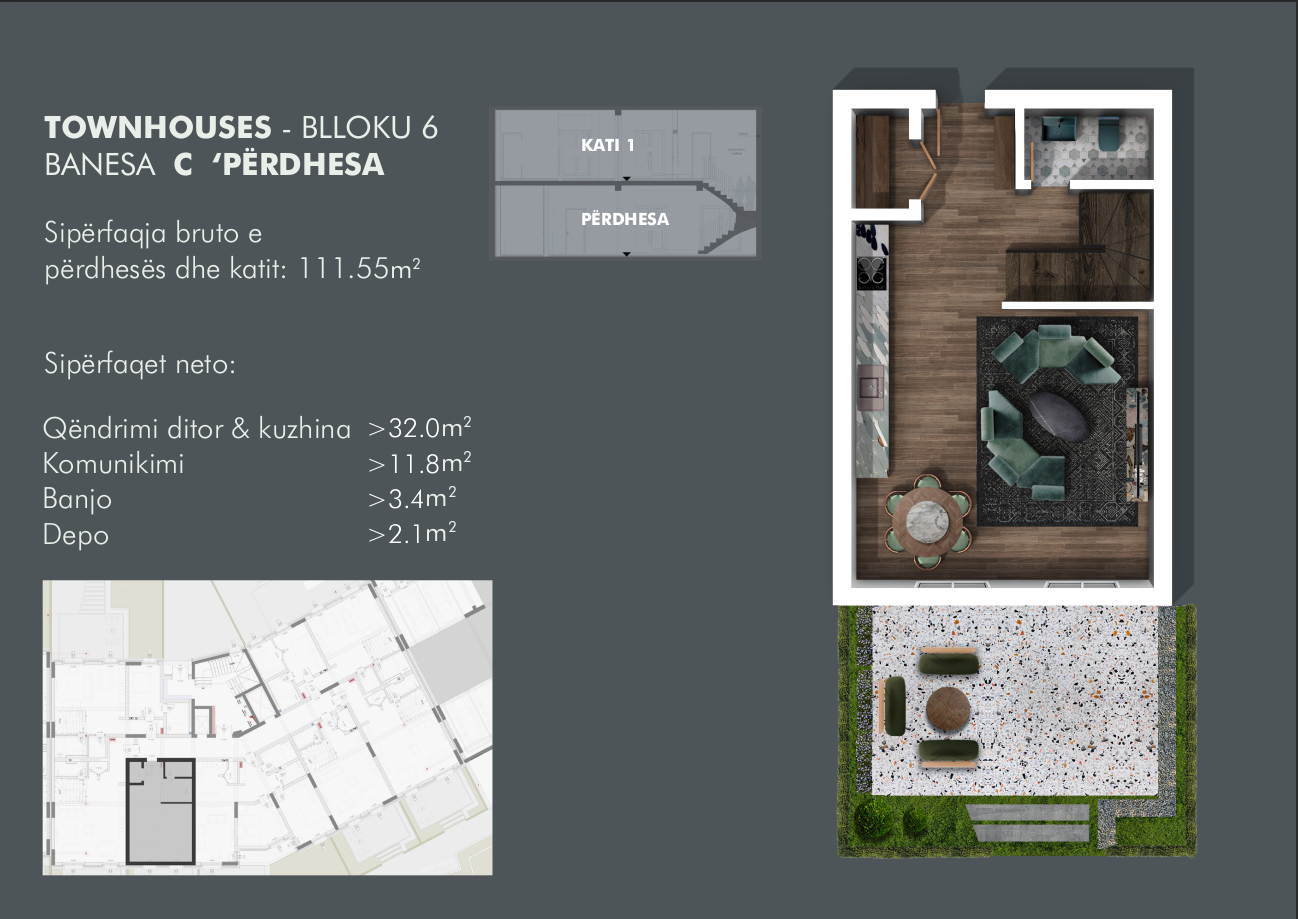 TOWNHOUSES - BLLOKU 6
BANESA C ‘PËRDHESA
Sipërfaqja bruto e
përdhesës dhe katit: 111.55m²
KATI 1
PËRDHESA
Sipërfaqet neto:
Qëndrimi ditor & kuzhina >32.0m²
Komunikimi >11.8m²
Banjo >3.4m²
Depo >2.1m²